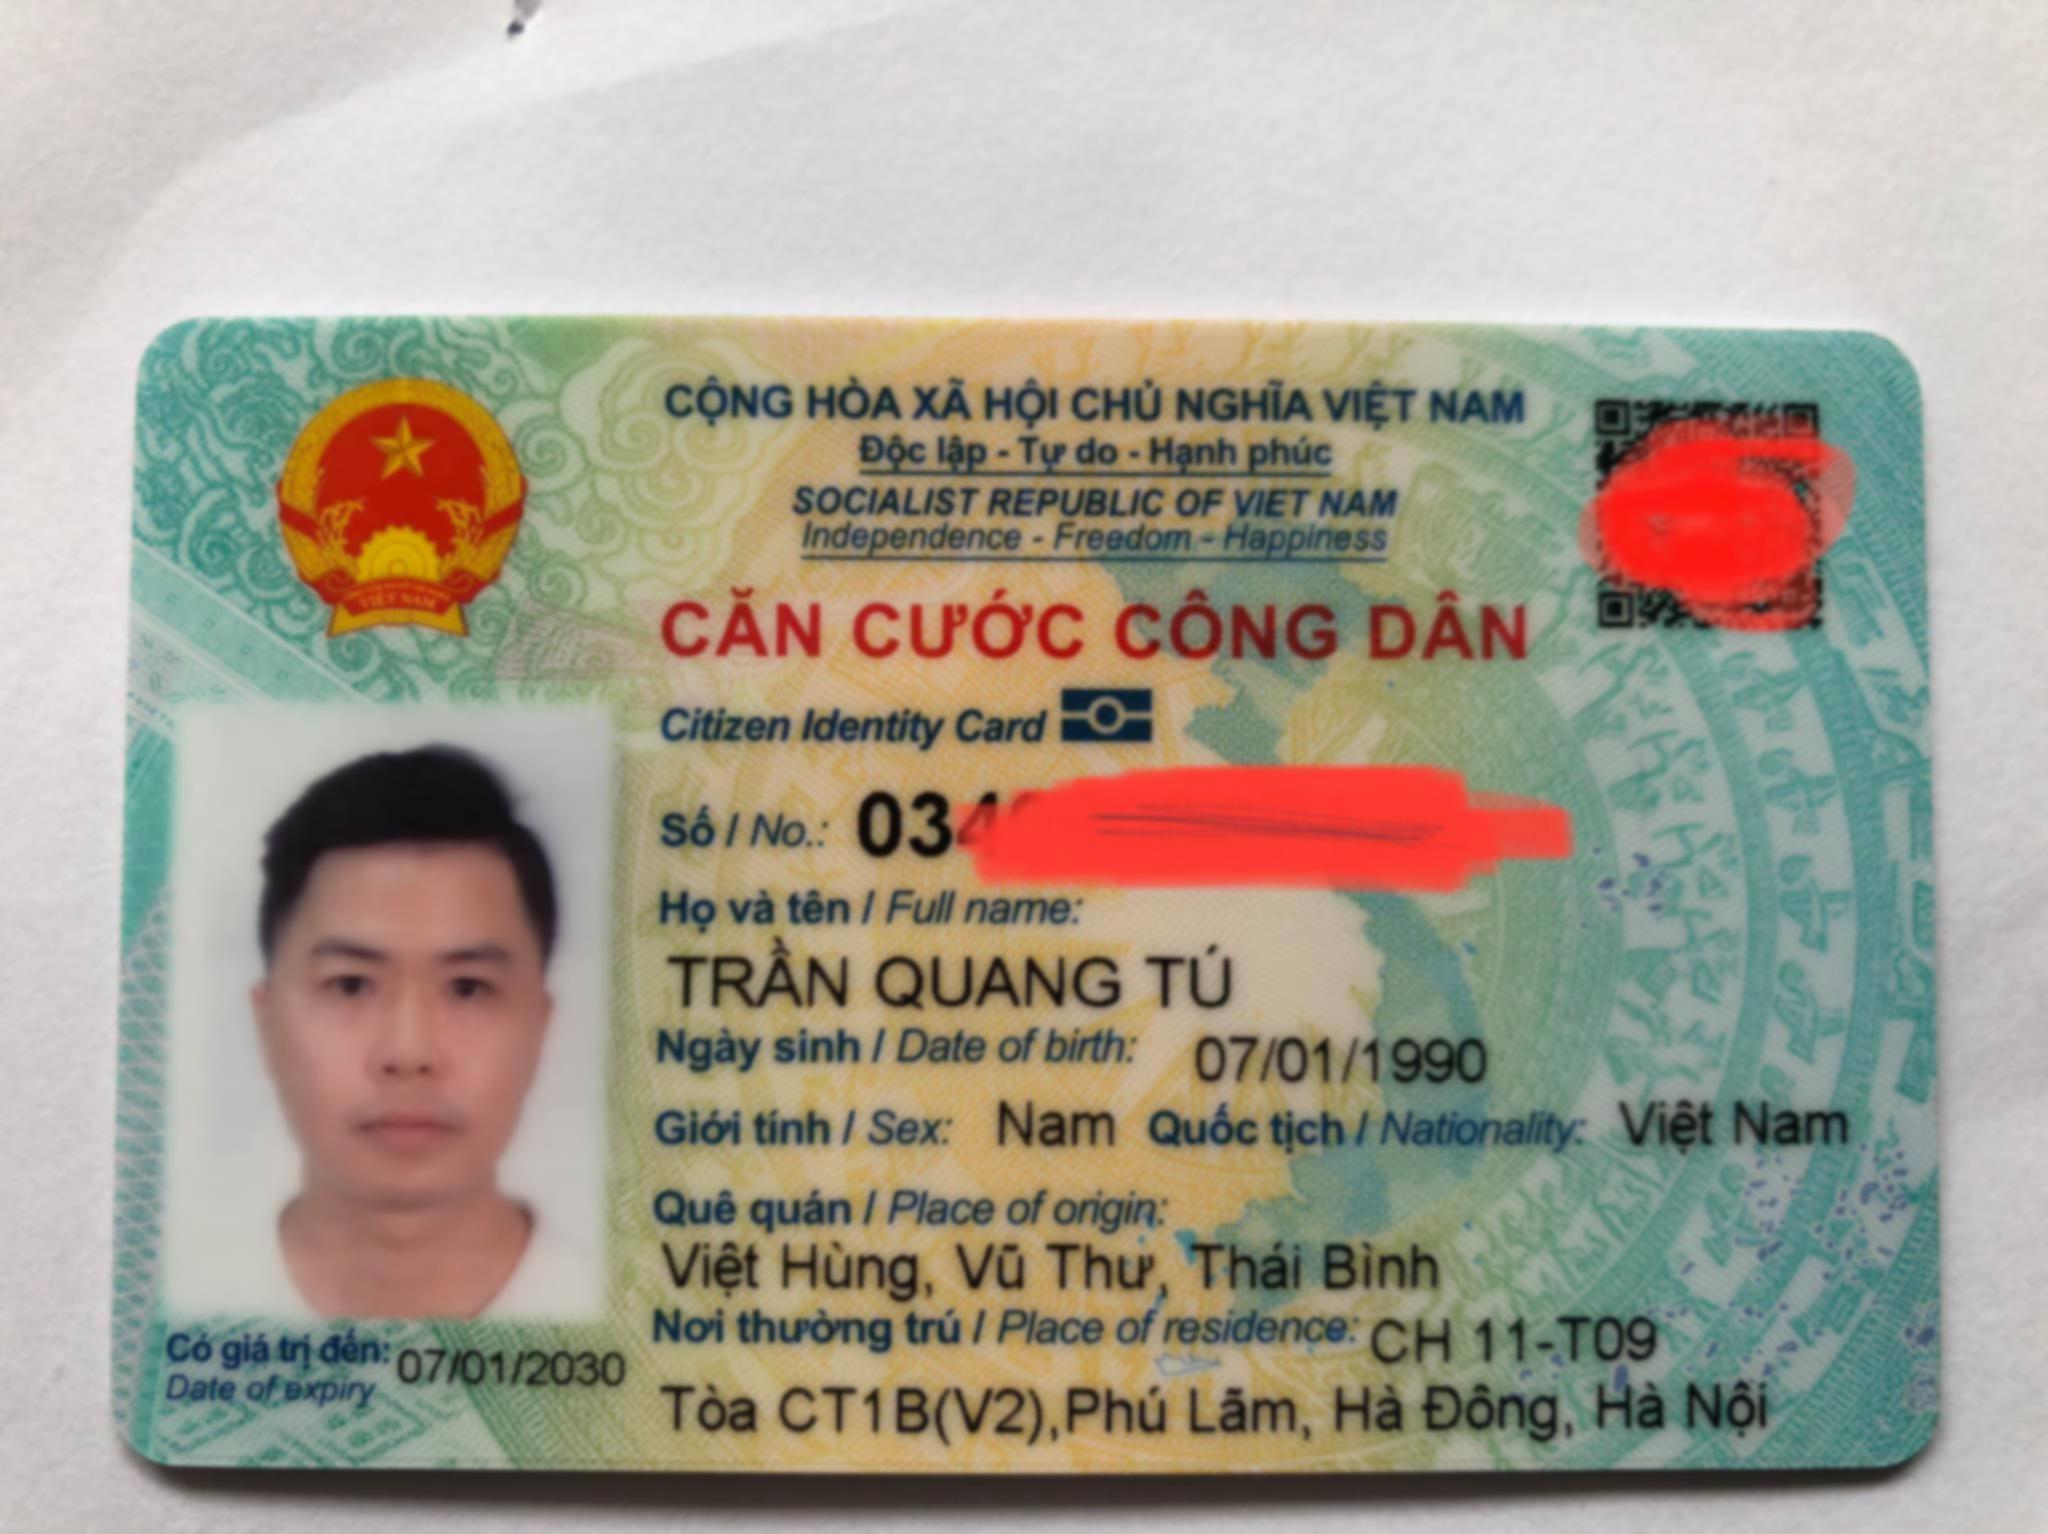 CỘNG HÒA XÃ HỘI CHỦ NGHĨA VIỆT NAM
Độc lập - Tự do - Hạnh phúc
SOCIALIST REPUBLIC OF VIET NAM
Independence - Freedom - Happiness
CĂN CƯỚC CÔNG DÂN
Citizen Identity Card
Số / No.: 034
Họ và tên / Full name:
TRẦN QUANG TÚ
Ngày sinh / Date of birth: 07/01/1990
Giới tính / Sex: Nam Quốc tịch / Nationality: Việt Nam
Quê quán / Place of origin:
Việt Hùng, Vũ Thư, Thái Bình
Nơi thường trú / Place of residence: CH 11-T09
Tòa CT1B(V2),Phú Lãm, Hà Đông, Hà Nội
Có giá trị đến: 07/01/2030
Date of expiry
VIỆT NAM